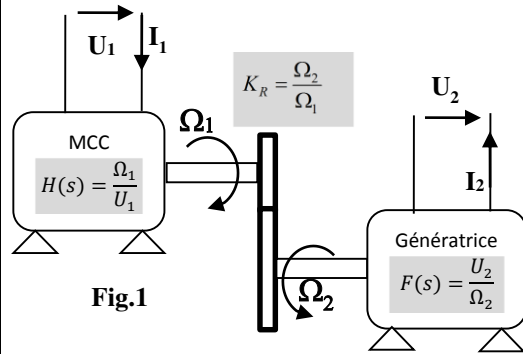 U₁ I₁
K_R = Ω₂/Ω₁
U₂
Ω₁
MCC
H(s) = Ω₁/U₁
I₂
Génératrice
F(s) = U₂/Ω₂
Ω₂
Fig.1